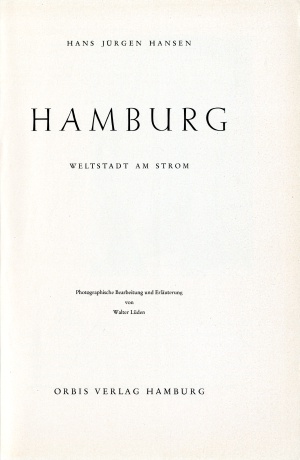 HANS JÜRGEN HANSEN
HAMBURG
WELTSTADT AM STROM
Photographische Bearbeitung und Erläuterung
von
Walter Lüden
ORBIS VERLAG HAMBURG